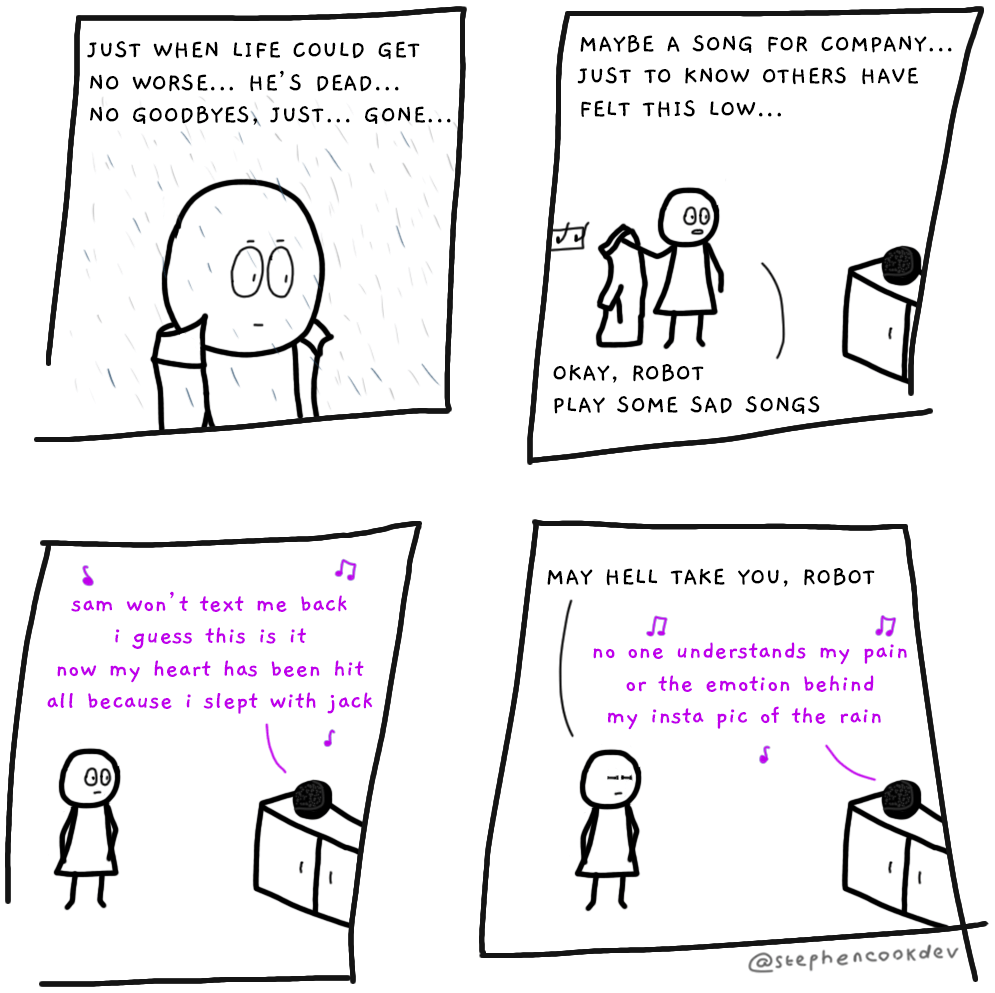 JUST WHEN LIFE COULD GET
NO WORSE... HE'S DEAD...
NO GOODBYES, JUST... GONE...
MAYBE A SONG FOR COMPANY...
JUST TO KNOW OTHERS HAVE
FELT THIS LOW...
OKAY, ROBOT
PLAY SOME SAD SONGS
sam won't text me back
i guess this is it
now my heart has been hit
all because i slept with jack
MAY HELL TAKE YOU, ROBOT
no one understands my pain
or the emotion behind
my insta pic of the rain
@stephencookdev